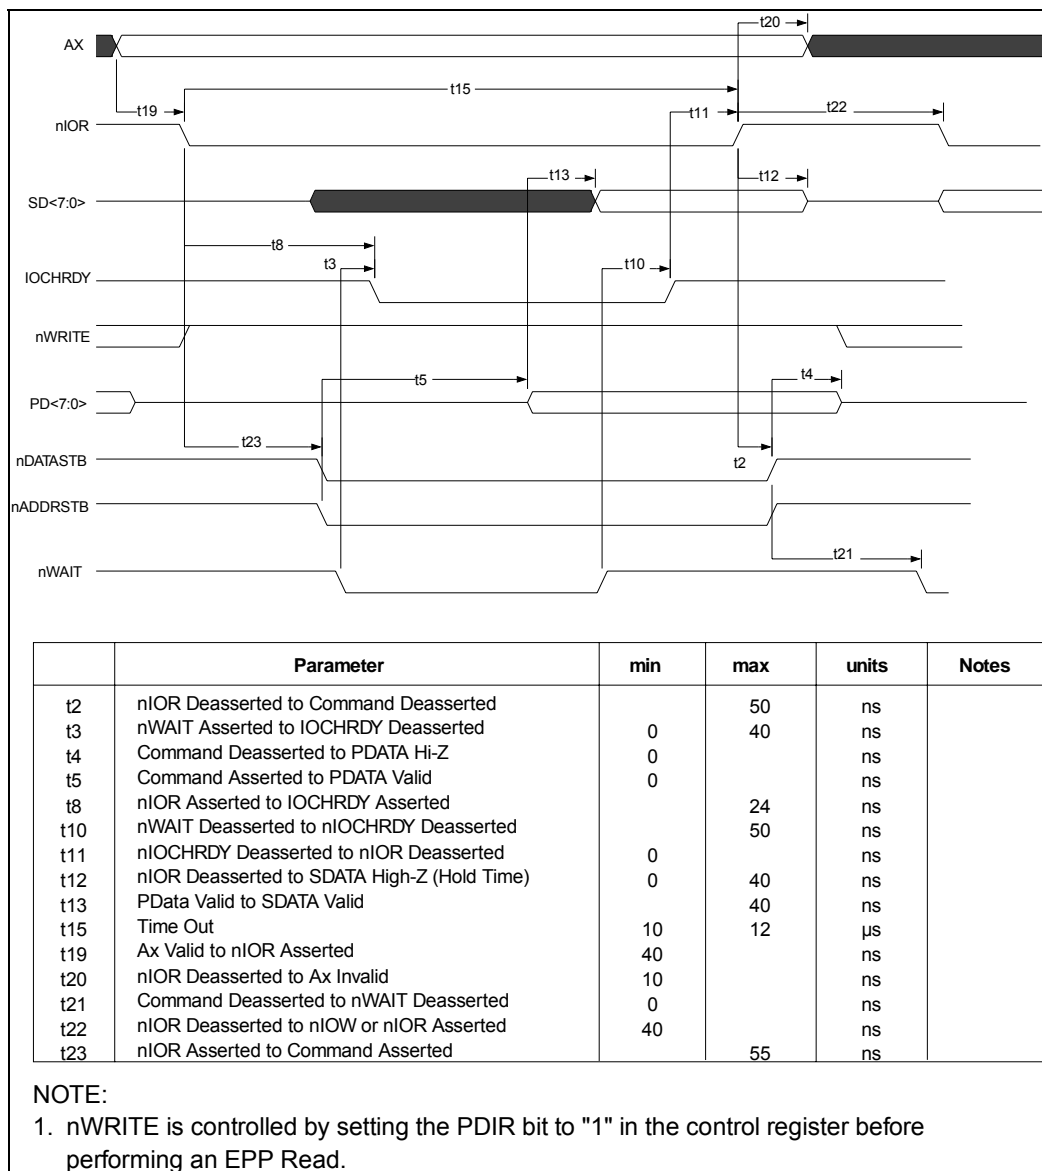 t20
AX
t15
t19
t11
t22
nIOR
t13
t12
SD<7:0>
t8
t3
t10
IOCHRDY
nWRITE
t5
t4
PD<7:0>
t23
t2
nDATASTB
nADDRSTB
t21
nWAIT
Parameter min max units Notes
t2 nIOR Deasserted to Command Deasserted 50 ns
t3 nWAIT Asserted to IOCHRDY Deasserted 0 40 ns
t4 Command Deasserted to PDATA Hi-Z 0 ns
t5 Command Asserted to PDATA Valid 0 ns
t8 nIOR Asserted to IOCHRDY Asserted 24 ns
t10 nWAIT Deasserted to nIOCHRDY Deasserted 50 ns
t11 nIOCHRDY Deasserted to nIOR Deasserted 0 ns
t12 nIOR Deasserted to SDATA High-Z (Hold Time) 0 40 ns
t13 PData Valid to SDATA Valid 40 ns
t15 Time Out 10 12 µs
t19 Ax Valid to nIOR Asserted 40 ns
t20 nIOR Deasserted to Ax Invalid 10 ns
t21 Command Deasserted to nWAIT Deasserted 0 ns
t22 nIOR Deasserted to nIOW or nIOR Asserted 40 ns
t23 nIOR Asserted to Command Asserted 55 ns
NOTE:
1. nWRITE is controlled by setting the PDIR bit to "1" in the control register before
performing an EPP Read.